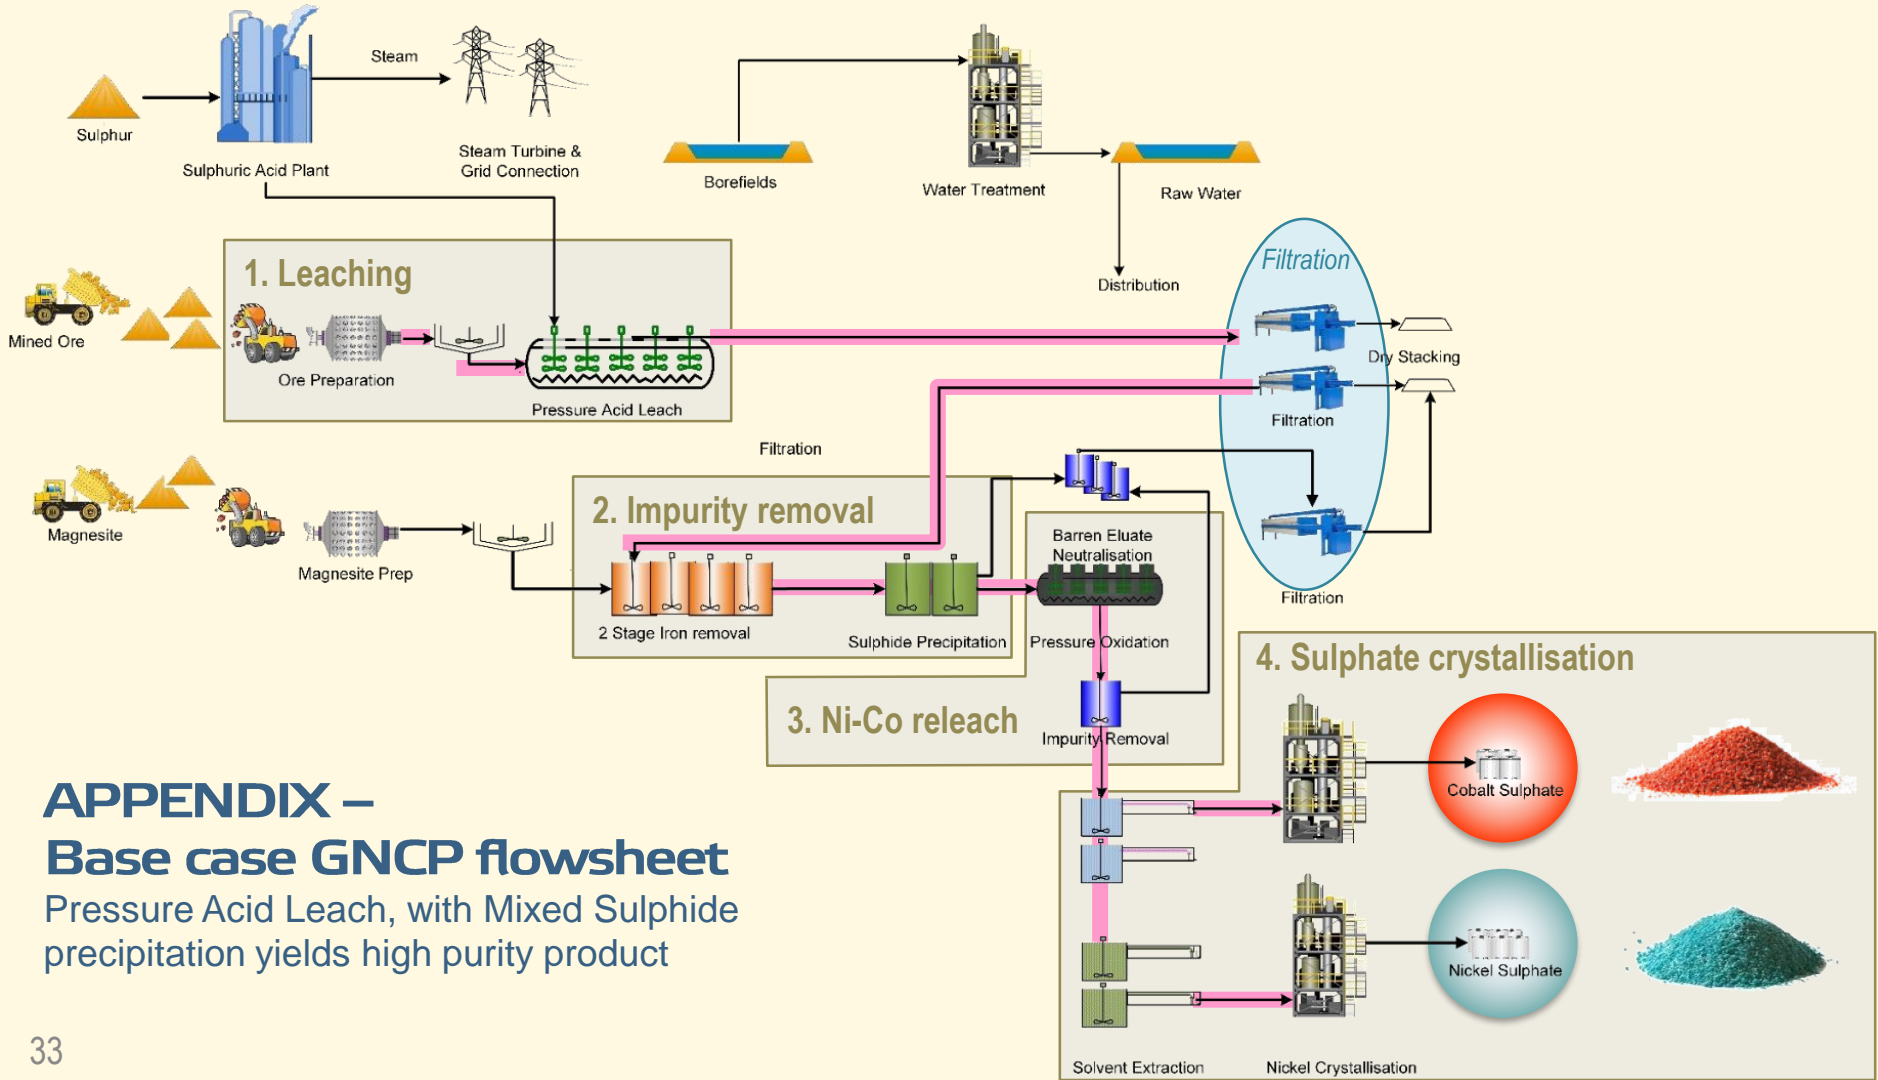 Steam
Sulphur
Sulphuric Acid Plant
Steam Turbine &
Grid Connection
Borefields
Water Treatment
Raw Water
Distribution
1. Leaching
Mined Ore
Ore Preparation
Pressure Acid Leach
Filtration
Dry Stacking
Filtration
Filtration
Magnesite
Magnesite Prep
2. Impurity removal
2 Stage Iron removal
Sulphide Precipitation
Barren Eluate
Neutralisation
Pressure Oxidation
Filtration
3. Ni-Co releach
Impurity Removal
4. Sulphate crystallisation
Cobalt Sulphate
Nickel Sulphate
Solvent Extraction
Nickel Crystallisation
APPENDIX –
Base case GNCP flowsheet
Pressure Acid Leach, with Mixed Sulphide
precipitation yields high purity product
33